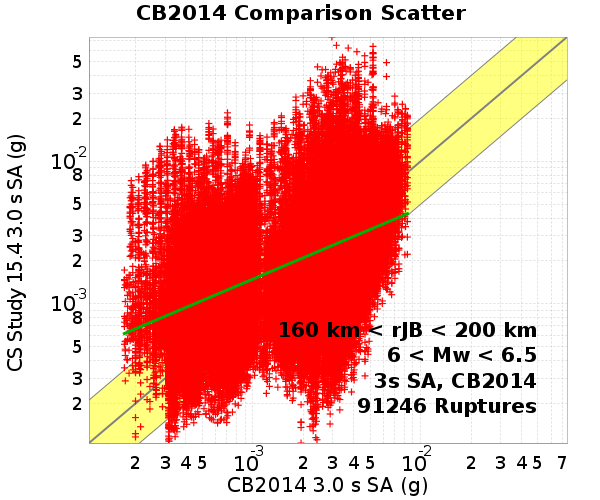 CB2014 Comparison Scatter
CS Study 15.4 3.0 s SA (g)
5
3
2
10-2
8
5
3
2
10-3
8
5
3
2
160 km < rJB < 200 km
6 < Mw < 6.5
3s SA, CB2014
91246 Ruptures
2 3 4 5 10-3 2 3 4 5 10-2 2 3 4 5 7
CB2014 3.0 s SA (g)